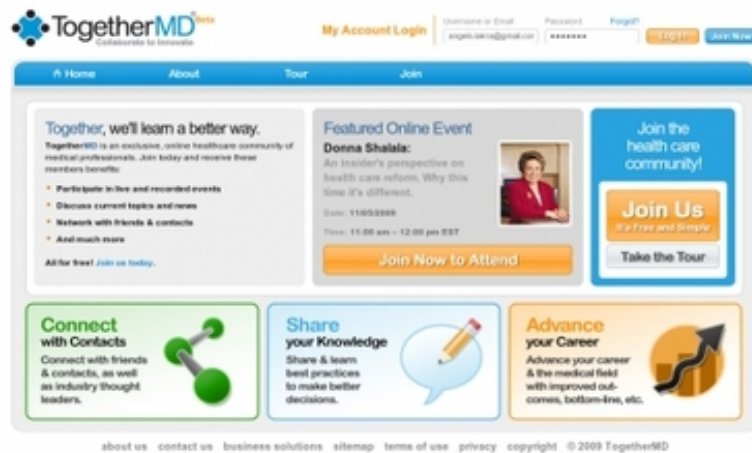 TogetherMD Beta
Collaborate to Innovate
My Account Login
Username or Email
Password
Forgot?
Log In
Join Now
Home
About
Tour
Join
Together, we'll learn a better way.
TogetherMD is an exclusive, online healthcare community of
medical professionals. Join today and receive these
members benefits:
Participate in live and recorded events
Discuss current topics and news
Network with friends & contacts
And much more
All for free! Join us today.
Featured Online Event
Donna Shalala:
An insider's perspective on
health care reform. Why this
time it's different.
Date: 11/05/2009
Time: 11:00 am – 12:00 pm EST
Join Now to Attend
Join the
health care
community!
Join Us
It's Free and Simple
Take the Tour
Connect
with Contacts
Connect with friends
& contacts, as well
as industry thought
leaders.
Share
your Knowledge
Share & learn
best practices
to make better
decisions.
Advance
your Career
Advance your career
& the medical field
with improved out-
comes, bottom-line, etc.
about us contact us business solutions sitemap terms of use privacy copyright © 2009 TogetherMD